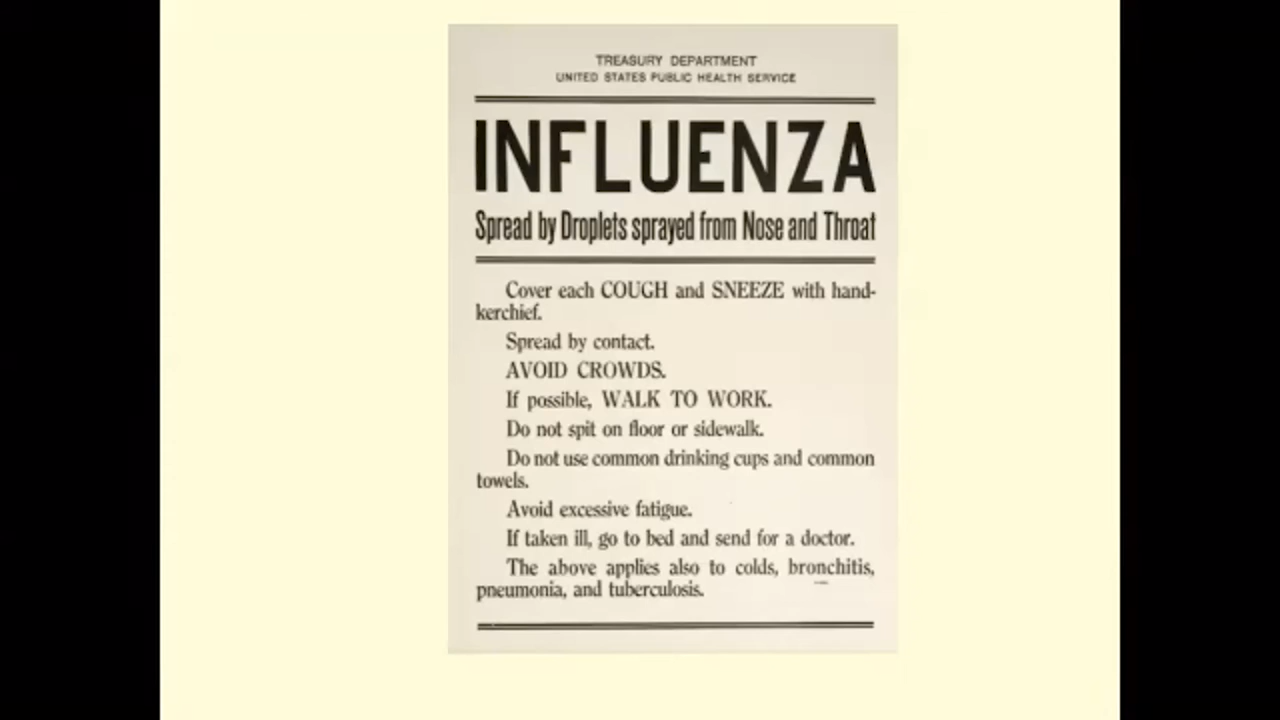 TREASURY DEPARTMENT
UNITED STATES PUBLIC HEALTH SERVICE
INFLUENZA
Spread by Droplets sprayed from Nose and Throat
Cover each COUGH and SNEEZE with hand-
kerchief.
Spread by contact.
AVOID CROWDS.
If possible, WALK TO WORK.
Do not spit on floor or sidewalk.
Do not use common drinking cups and common
towels.
Avoid excessive fatigue.
If taken ill, go to bed and send for a doctor.
The above applies also to colds, bronchitis,
pneumonia, and tuberculosis.